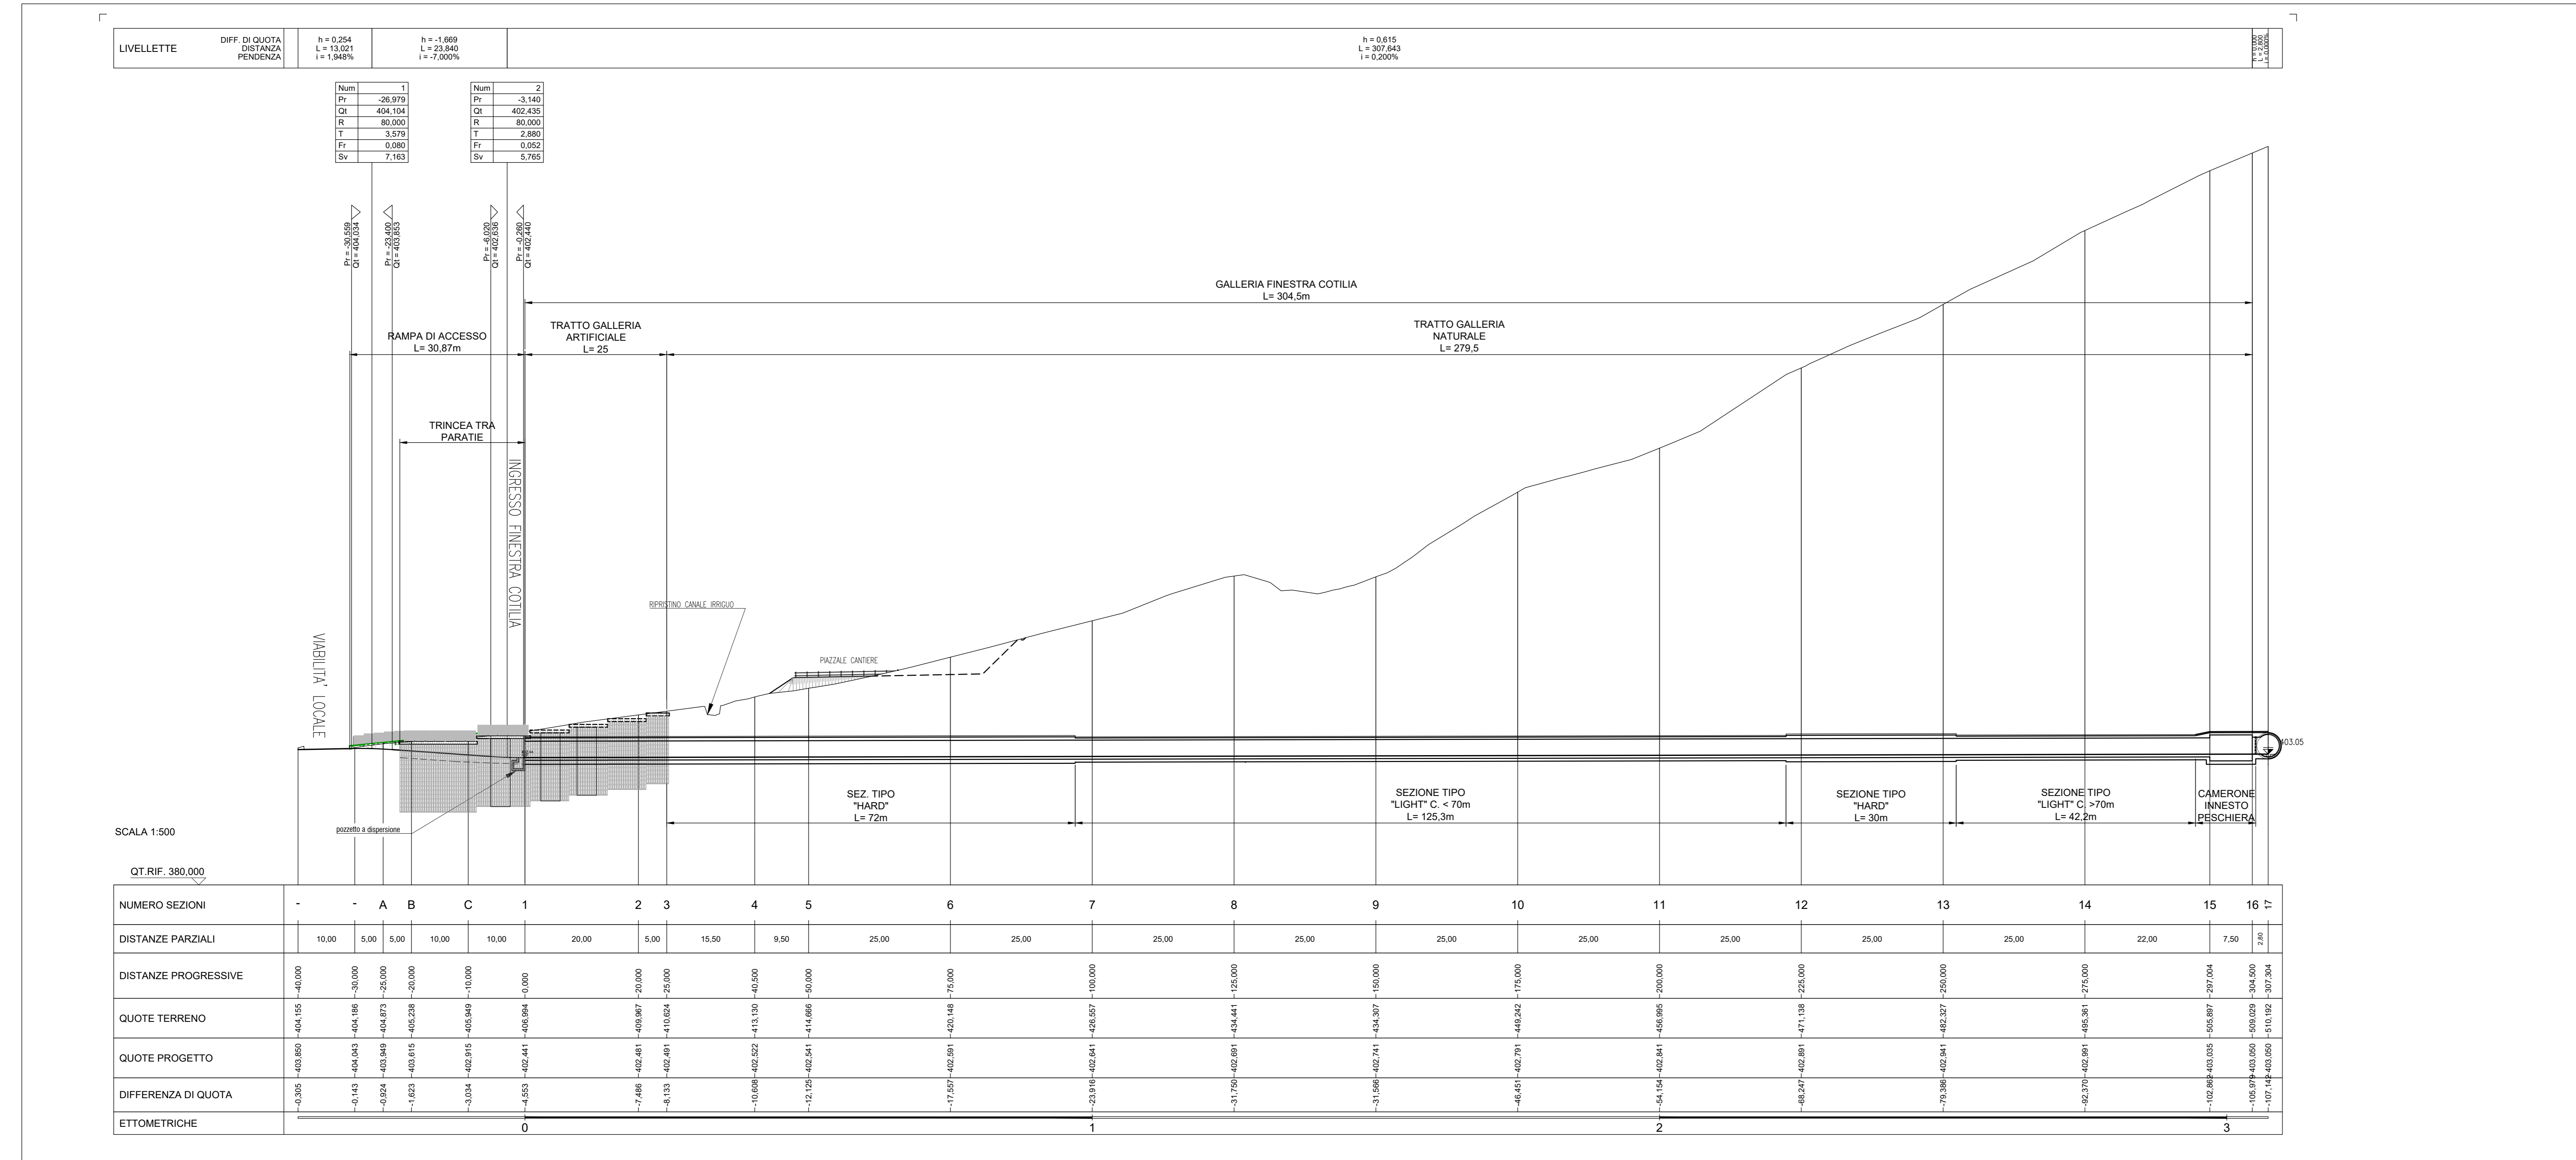 LIVELLETTE
DIFF. DI QUOTA
DISTANZA
PENDENZA
h = 0,254
L = 13,021
i = 1,948%
h = -1,669
L = 23,840
i = -7,000%
h = 0,615
L = 307,643
i = 0,200%
h = 0,000
L = 2,800
i = 0,000%
Num 1
Pr -26,979
Qt 404,104
R 80,000
T 3,579
Fr 0,080
Sv 7,163
Num 2
Pr -3,140
Qt 402,435
R 80,000
T 2,880
Fr 0,052
Sv 5,765
Pr = -30,559
Qt = 404,034
Pr = -23,400
Qt = 403,853
Pr = -6,020
Qt = 402,636
Pr = -0,260
Qt = 402,440
GALLERIA FINESTRA COTILIA
L= 304,5m
RAMPA DI ACCESSO
L= 30,87m
TRATTO GALLERIA
ARTIFICIALE
L= 25
TRATTO GALLERIA
NATURALE
L= 279,5
TRINCEA TRA
PARATIE
INGRESSO FINESTRA COTILIA
VIABILITA' LOCALE
RIPRISTINO CANALE IRRIGUO
PIAZZALE CANTIERE
403.05
SEZ. TIPO
"HARD"
L= 72m
SEZIONE TIPO
"LIGHT" C. < 70m
L= 125,3m
SEZIONE TIPO
"HARD"
L= 30m
SEZIONE TIPO
"LIGHT" C. >70m
L= 42,2m
CAMERONE
INNESTO
PESCHIERA
pozzetto a dispersione
SCALA 1:500
QT.RIF. 380,000
NUMERO SEZIONI - - A B C 1 2 3 4 5 6 7 8 9 10 11 12 13 14 15 16 17
DISTANZE PARZIALI 10,00 5,00 5,00 10,00 10,00 20,00 5,00 15,50 9,50 25,00 25,00 25,00 25,00 25,00 25,00 25,00 25,00 25,00 22,00 7,50 2,80
DISTANZE PROGRESSIVE -40,000 -30,000 -25,000 -20,000 -10,000 0,000 20,000 25,000 40,500 50,000 75,000 100,000 125,000 150,000 175,000 200,000 225,000 250,000 275,000 297,004 304,500 307,304
QUOTE TERRENO 404,155 404,186 404,873 405,238 405,949 406,994 409,967 410,624 413,130 414,666 420,148 426,557 434,441 434,307 449,242 456,995 471,138 482,327 495,361 505,897 509,029 510,192
QUOTE PROGETTO 403,850 404,043 403,949 403,615 402,915 402,441 402,481 402,491 402,522 402,541 402,591 402,641 402,691 402,741 402,791 402,841 402,891 402,941 402,991 403,035 403,050 403,050
DIFFERENZA DI QUOTA -0,305 -0,143 -0,924 -1,623 -3,034 -4,553 -7,486 -8,133 -10,608 -12,125 -17,557 -23,916 -31,750 -31,566 -46,451 -54,154 -68,247 -79,386 -92,370 -102,862 -105,979 -107,142
ETTOMETRICHE 0 1 2 3